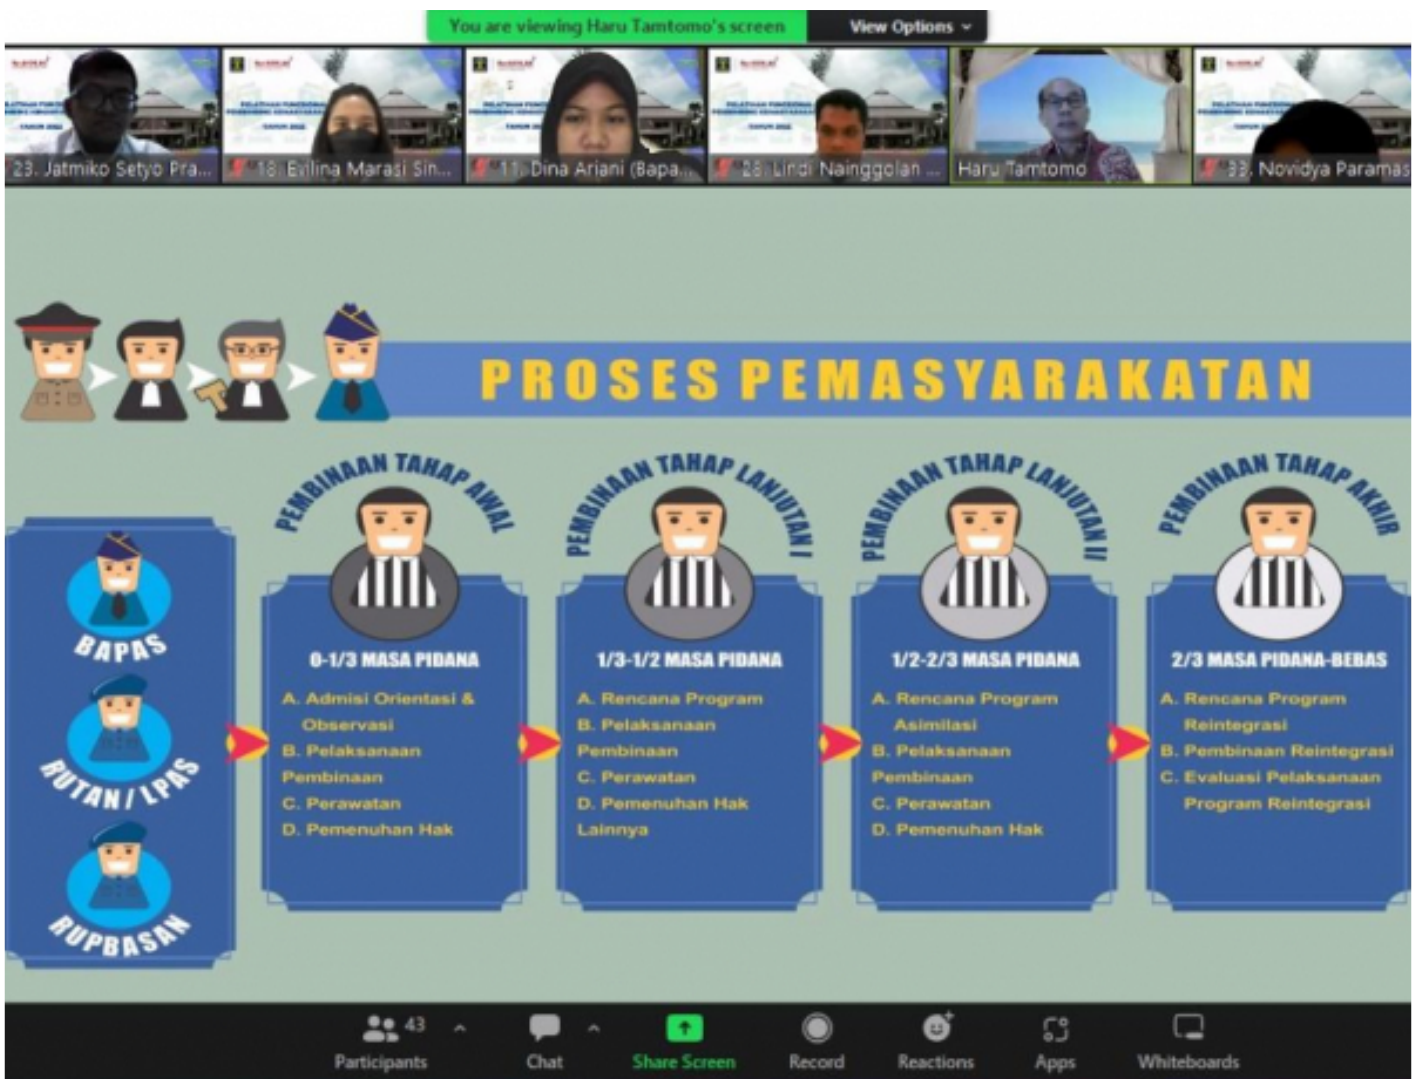 You are viewing Haru Tamtomo's screen
View Options
23. Jatmiko Setyo Pra...
18. Evilina Marasi Sin...
11. Dina Ariani (Bapa...
28. Lindi Nainggolan ...
Haru Tamtomo
33. Novidya Paramas
PROSES PEMASYARAKATAN
BAPAS
RUTAN / LPAS
RUPBASAN
PEMBINAAN TAHAP AWAL
0-1/3 MASA PIDANA
A. Admisi Orientasi &
Observasi
B. Pelaksanaan
Pembinaan
C. Perawatan
D. Pemenuhan Hak
PEMBINAAN TAHAP LANJUTAN I
1/3-1/2 MASA PIDANA
A. Rencana Program
B. Pelaksanaan
Pembinaan
C. Perawatan
D. Pemenuhan Hak
Lainnya
PEMBINAAN TAHAP LANJUTAN II
1/2-2/3 MASA PIDANA
A. Rencana Program
Asimilasi
B. Pelaksanaan
Pembinaan
C. Perawatan
D. Pemenuhan Hak
PEMBINAAN TAHAP AKHIR
2/3 MASA PIDANA-BEBAS
A. Rencana Program
Reintegrasi
B. Pembinaan Reintegrasi
C. Evaluasi Pelaksanaan
Program Reintegrasi
43
Participants
Chat
Share Screen
Record
Reactions
Apps
Whiteboards